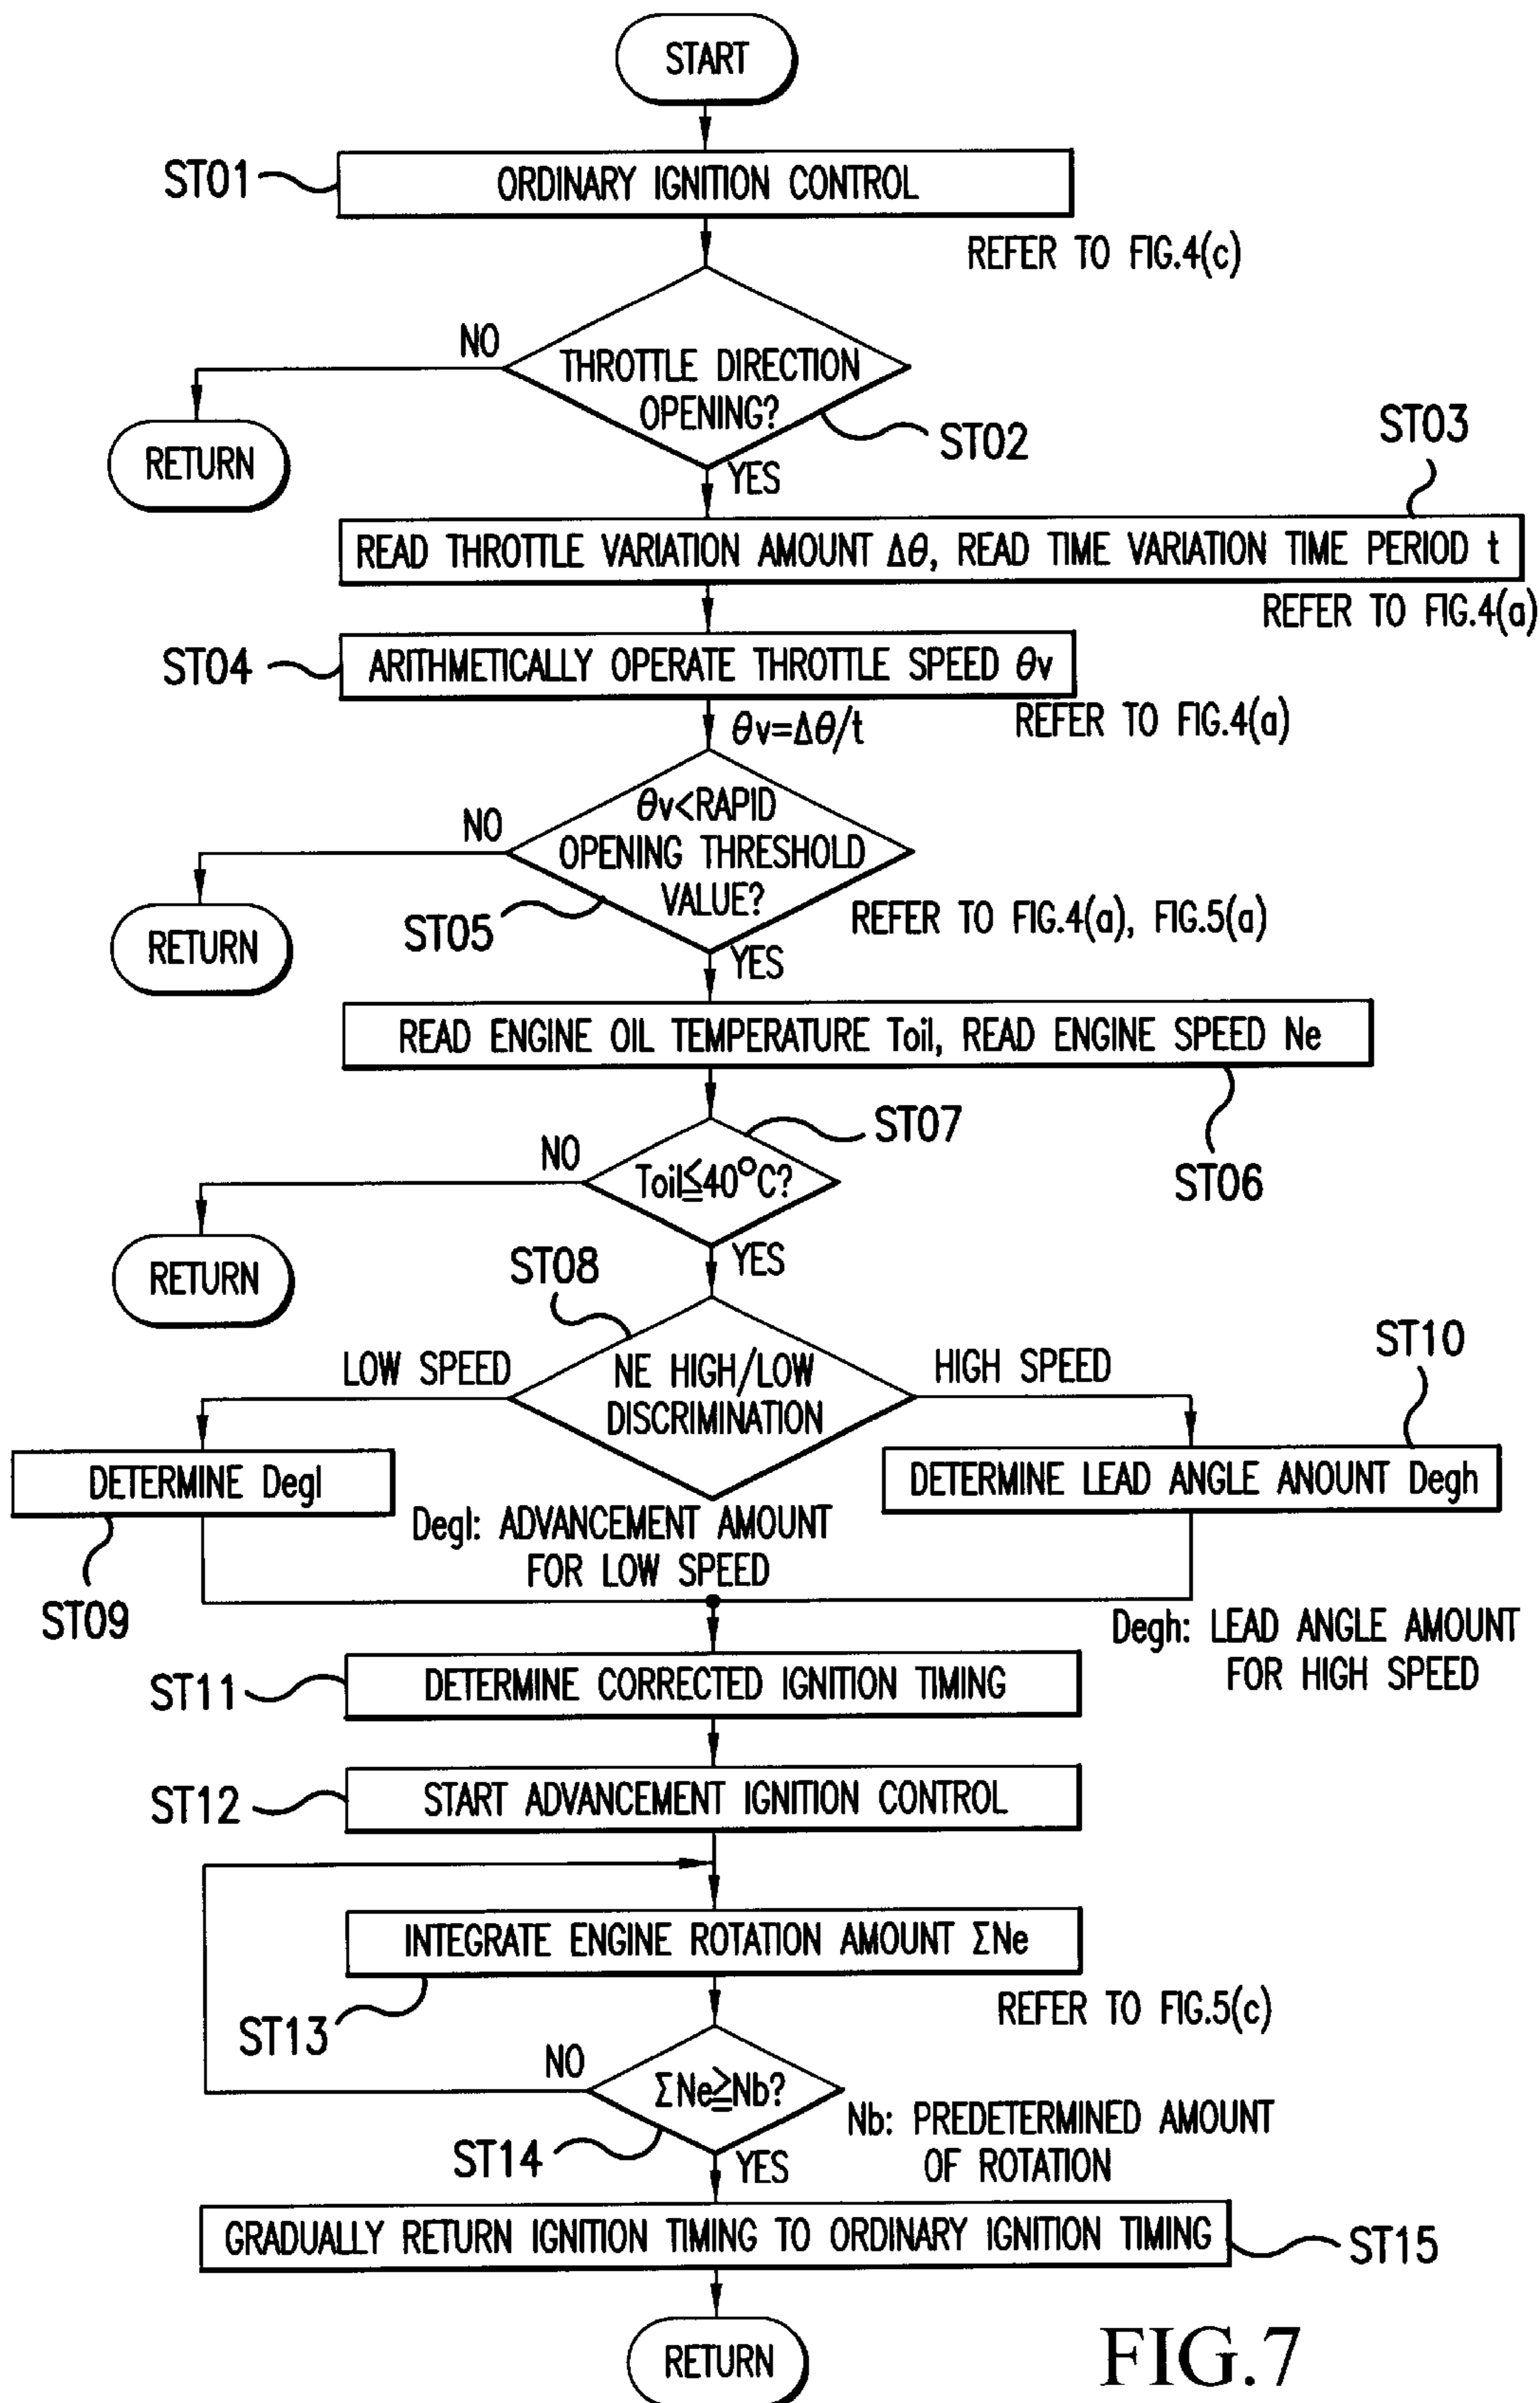 START
ST01
ORDINARY IGNITION CONTROL
REFER TO FIG.4(c)
NO
THROTTLE DIRECTION
OPENING?
ST02
RETURN
YES
ST03
READ THROTTLE VARIATION AMOUNT Δθ, READ TIME VARIATION TIME PERIOD t
REFER TO FIG.4(a)
ST04
ARITHMETICALLY OPERATE THROTTLE SPEED θv
REFER TO FIG.4(a)
θv=Δθ/t
NO
θv<RAPID
OPENING THRESHOLD
VALUE?
ST05
REFER TO FIG.4(a), FIG.5(a)
RETURN
YES
READ ENGINE OIL TEMPERATURE Toil, READ ENGINE SPEED Ne
ST06
ST07
NO
Toil≦40°C?
RETURN
YES
ST08
LOW SPEED
NE HIGH/LOW
DISCRIMINATION
HIGH SPEED
ST10
DETERMINE Degl
DETERMINE LEAD ANGLE ANOUNT Degh
Degl: ADVANCEMENT AMOUNT
FOR LOW SPEED
ST09
Degh: LEAD ANGLE AMOUNT
FOR HIGH SPEED
ST11
DETERMINE CORRECTED IGNITION TIMING
ST12
START ADVANCEMENT IGNITION CONTROL
INTEGRATE ENGINE ROTATION AMOUNT ΣNe
ST13
REFER TO FIG.5(c)
NO
ΣNe≧Nb?
Nb: PREDETERMINED AMOUNT
OF ROTATION
ST14
YES
GRADUALLY RETURN IGNITION TIMING TO ORDINARY IGNITION TIMING
ST15
RETURN
FIG.7